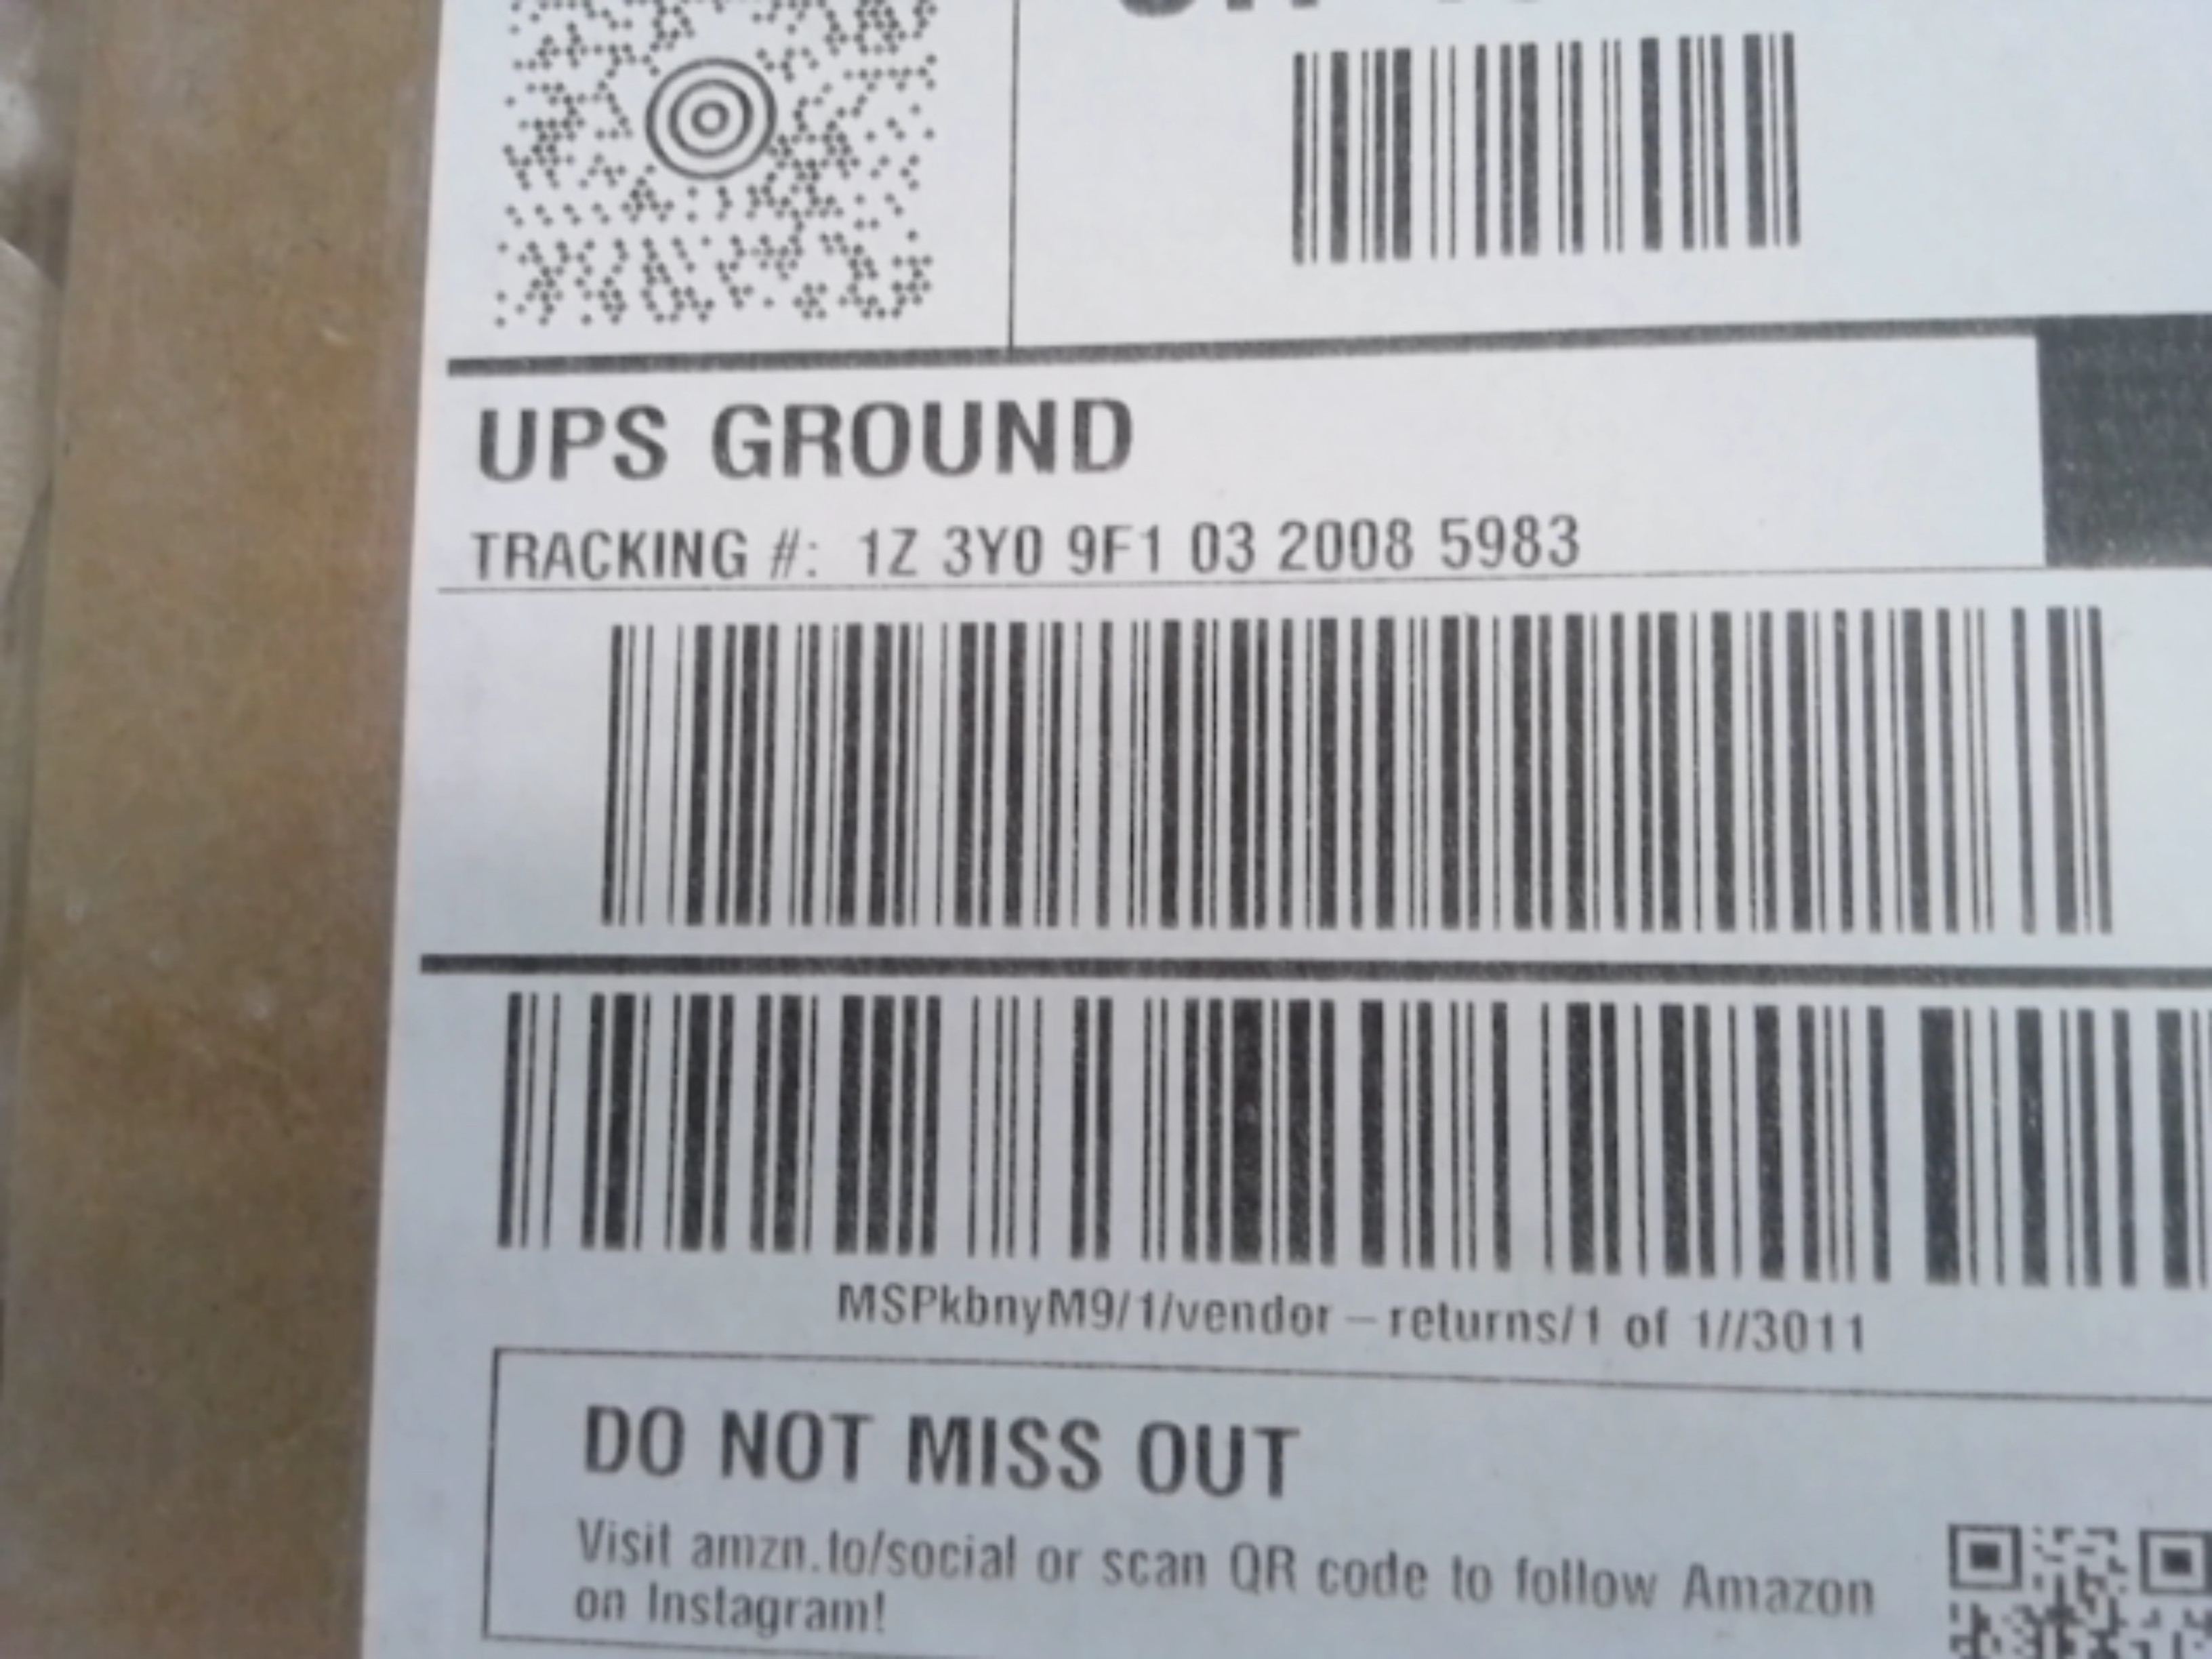 UPS GROUND
TRACKING #: 1Z 3Y0 9F1 03 2008 5983
MSPkbnyM9/1/vendor-returns/1 of 1//3011
DO NOT MISS OUT
Visit amzn.to/social or scan QR code to follow Amazon
on Instagram!